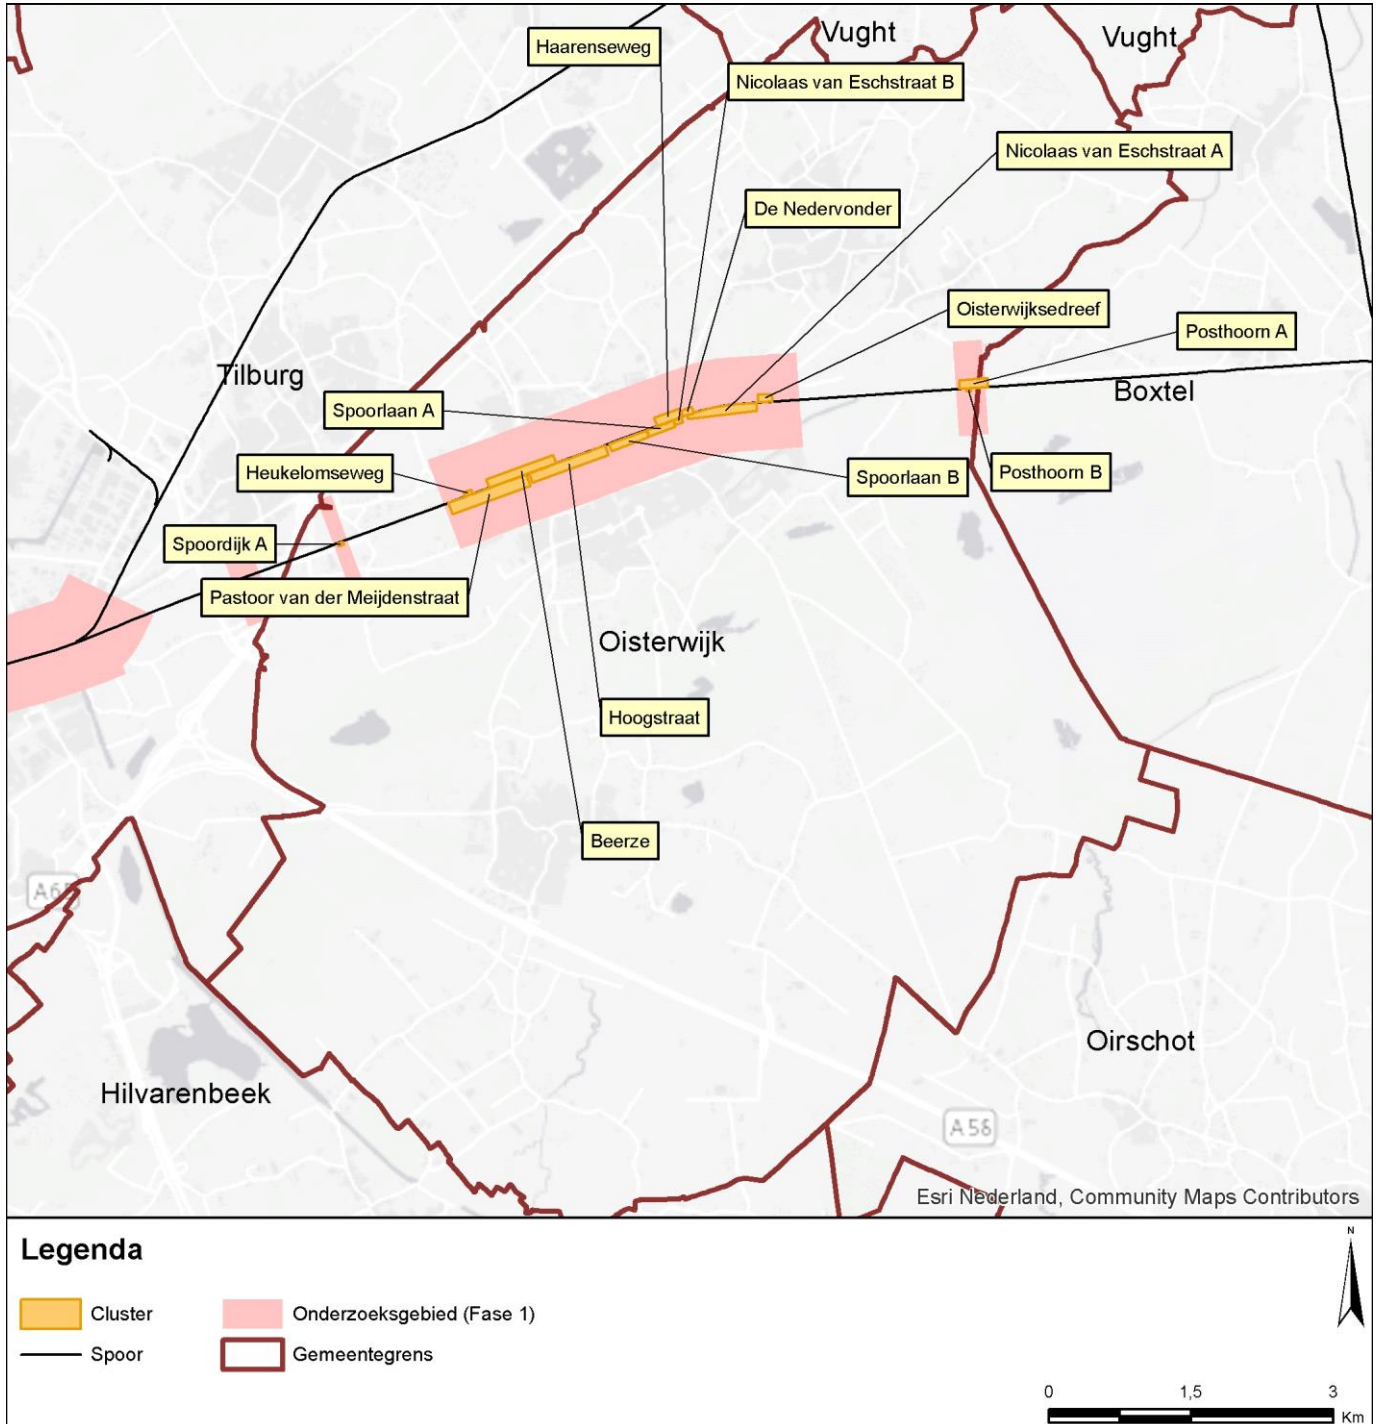 Vught
Vught
Haarenseweg
Nicolaas van Eschstraat B
Nicolaas van Eschstraat A
De Nedervonder
Oisterwijksedreef
Posthoorn A
Tilburg
Boxtel
Spoorlaan A
Heukelomseweg
Spoorlaan B
Posthoorn B
Spoordijk A
Pastoor van der Meijdenstraat
Oisterwijk
Hoogstraat
Beerze
A65
Oirschot
Hilvarenbeek
A58
Esri Nederland, Community Maps Contributors
Legenda
N
Cluster
Onderzoeksgebied (Fase 1)
Spoor
Gemeentegrens
0 1,5 3
Km